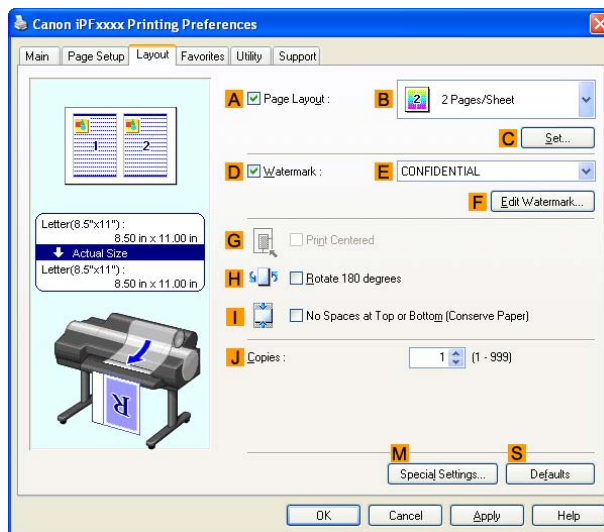 Canon iPFxxxx Printing Preferences
Main Page Setup Layout Favorites Utility Support
A Page Layout : B 2 2 Pages/Sheet
1 2
C Set...
D Watermark : E CONFIDENTIAL
F Edit Watermark...
Letter(8.5"x11") :
8.50 in x 11.00 in
Actual Size
Letter(8.5"x11") :
8.50 in x 11.00 in
G Print Centered
H Rotate 180 degrees
I No Spaces at Top or Bottom (Conserve Paper)
J Copies : 1 (1 - 999)
R
M S
Special Settings... Defaults
OK Cancel Apply Help